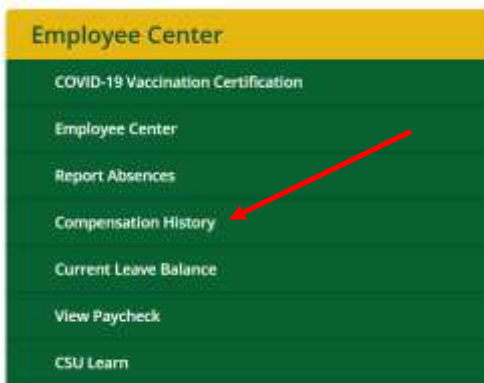 Employee Center
COVID-19 Vaccination Certification
Employee Center
Report Absences
Compensation History
Current Leave Balance
View Paycheck
CSU Learn